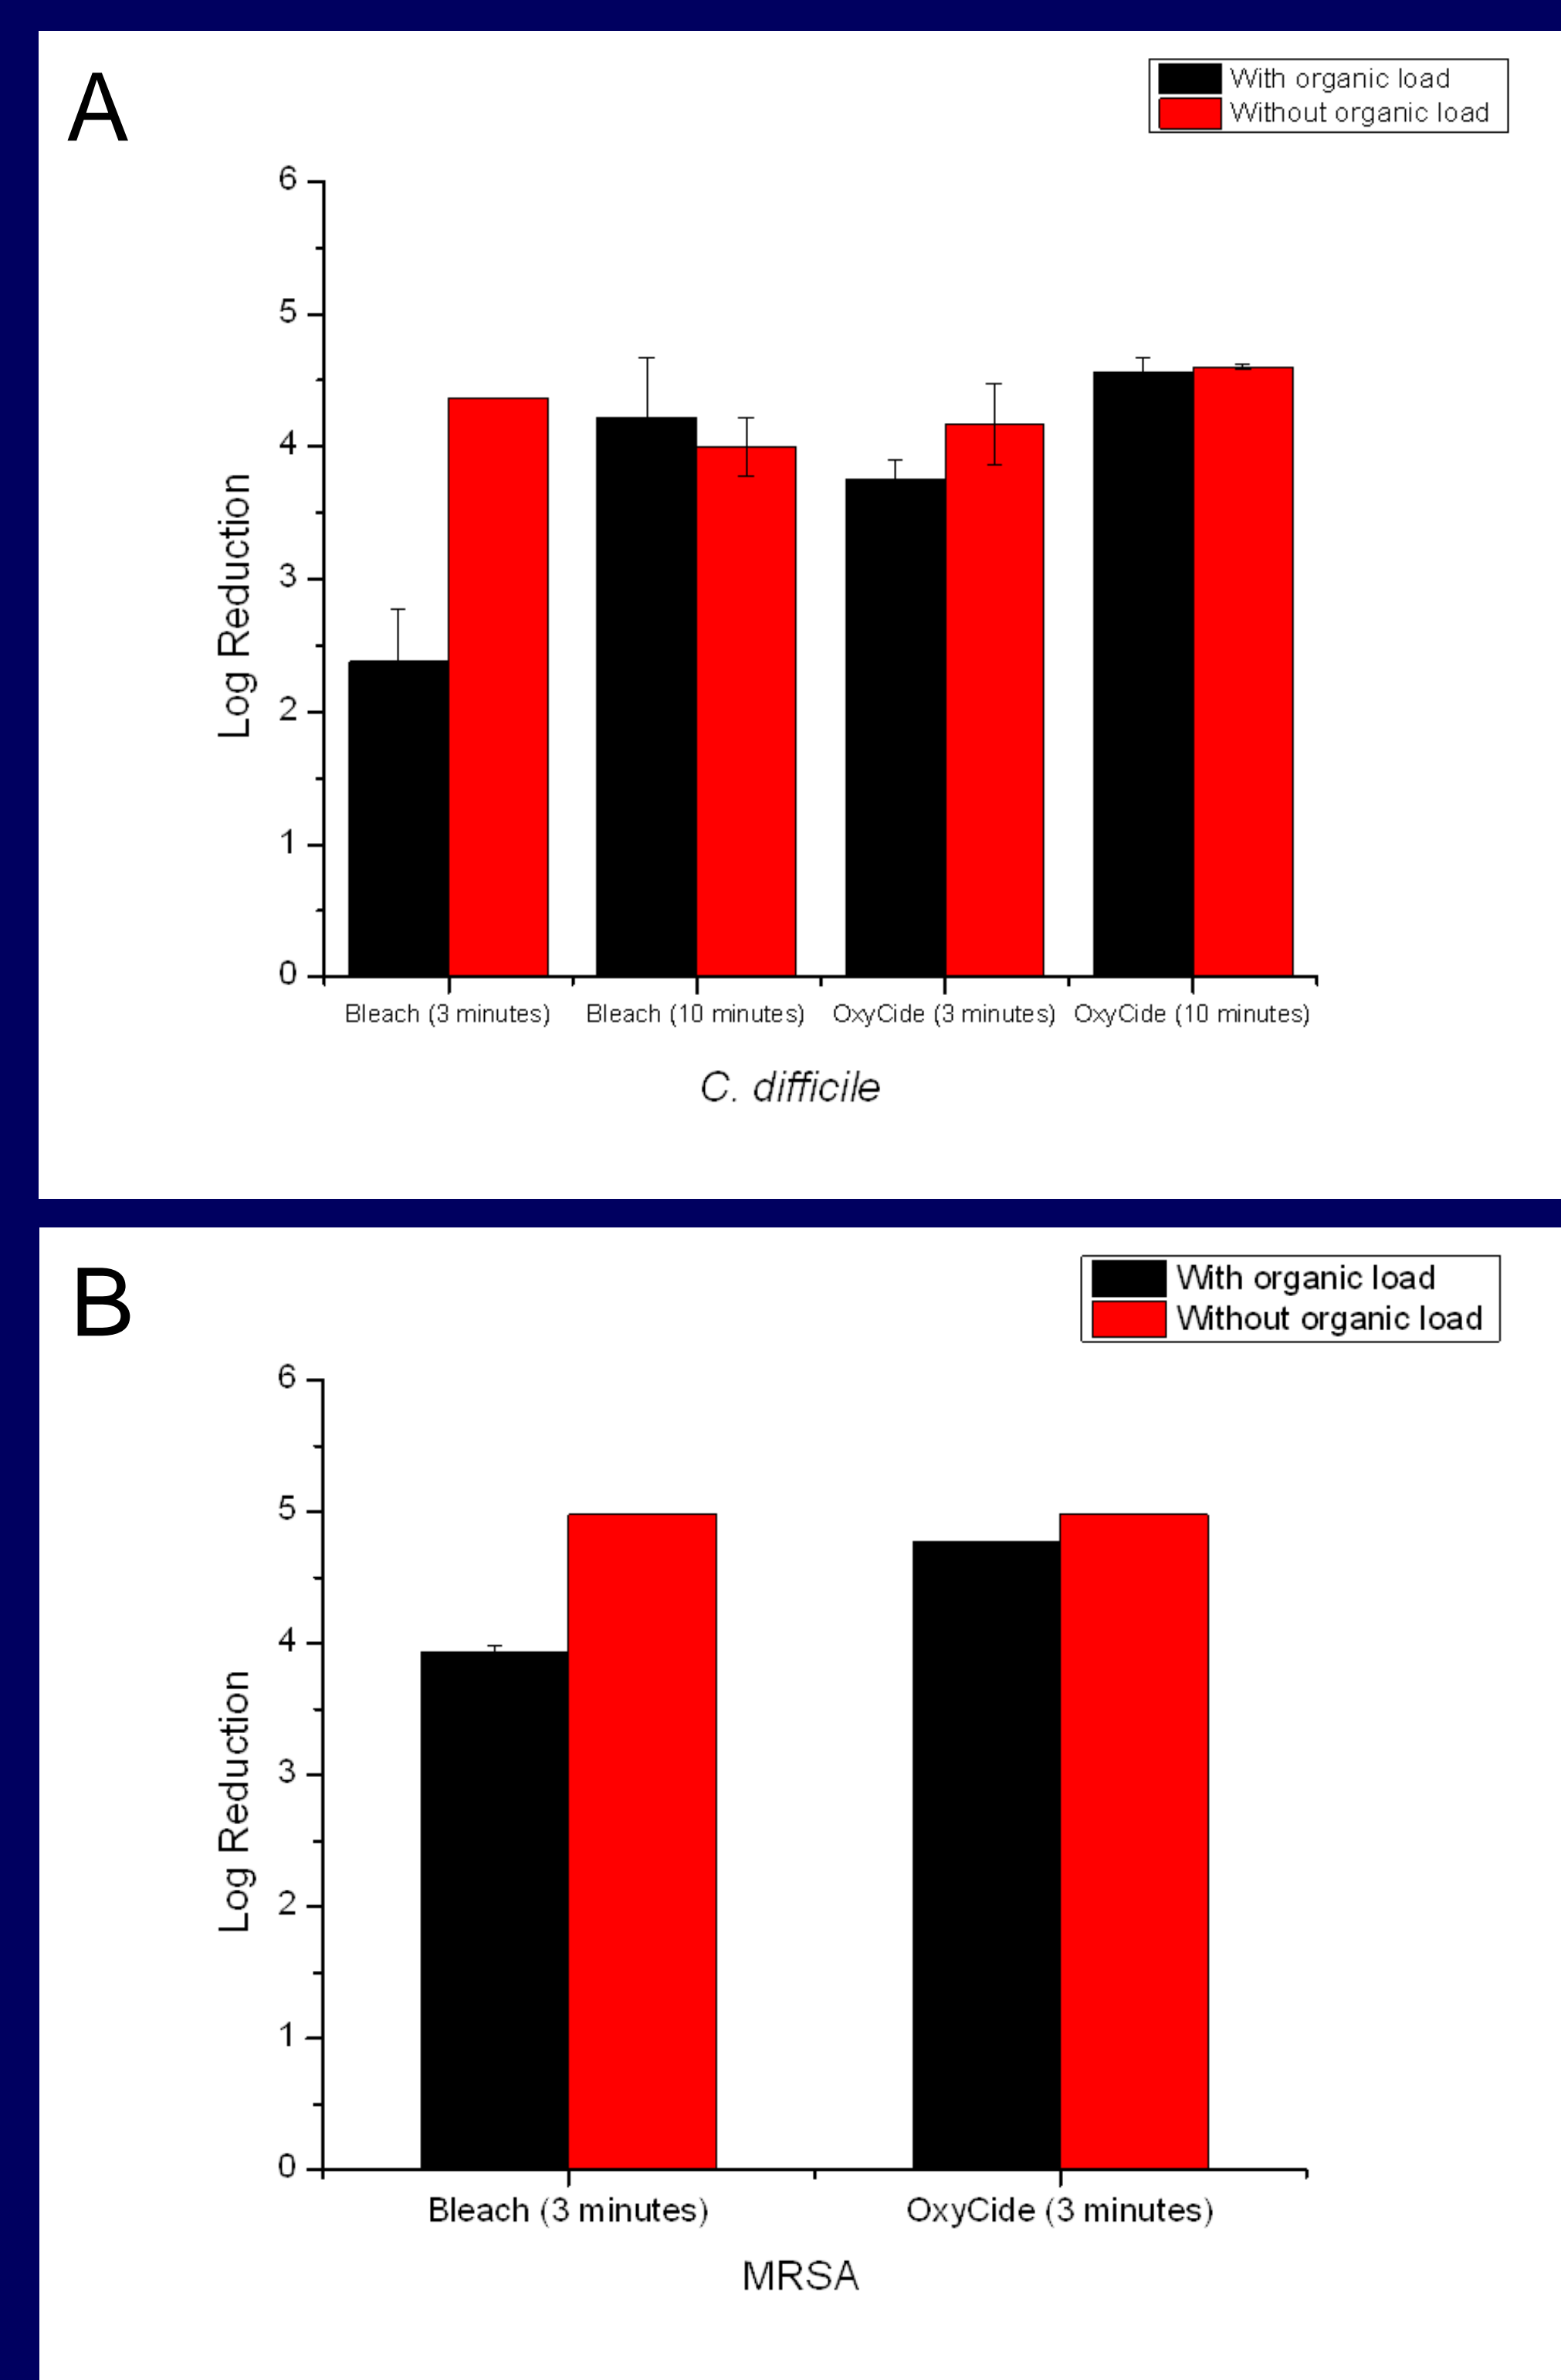 A
With organic load
Without organic load
6
5
4
3
2
1
0
Log Reduction
Bleach (3 minutes) Bleach (10 minutes) OxyCide (3 minutes) OxyCide (10 minutes)
C. difficile
B
With organic load
Without organic load
6
5
4
3
2
1
0
Log Reduction
Bleach (3 minutes) OxyCide (3 minutes)
MRSA